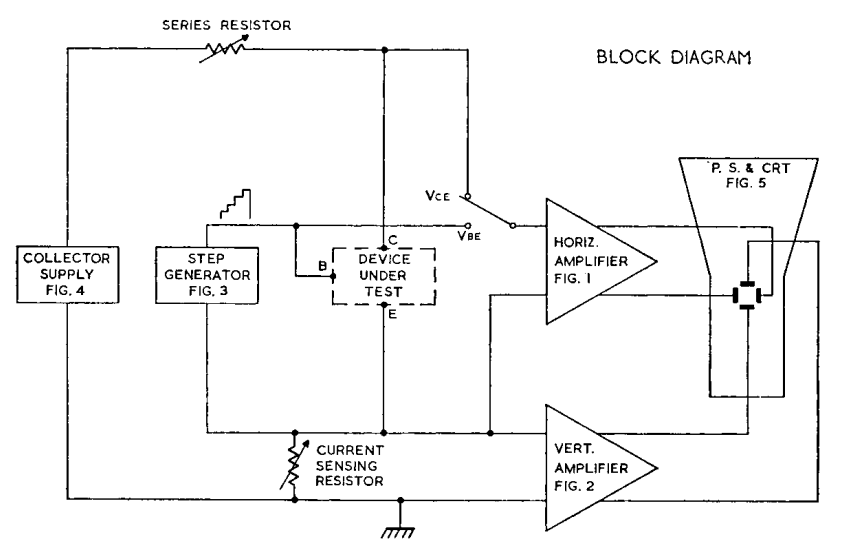 SERIES RESISTOR
BLOCK DIAGRAM
P. S. & CRT
FIG. 5
VCE
VBE
COLLECTOR
SUPPLY
FIG. 4
STEP
GENERATOR
FIG. 3
B
C
DEVICE
UNDER
TEST
E
HORIZ.
AMPLIFIER
FIG. 1
CURRENT
SENSING
RESISTOR
VERT.
AMPLIFIER
FIG. 2